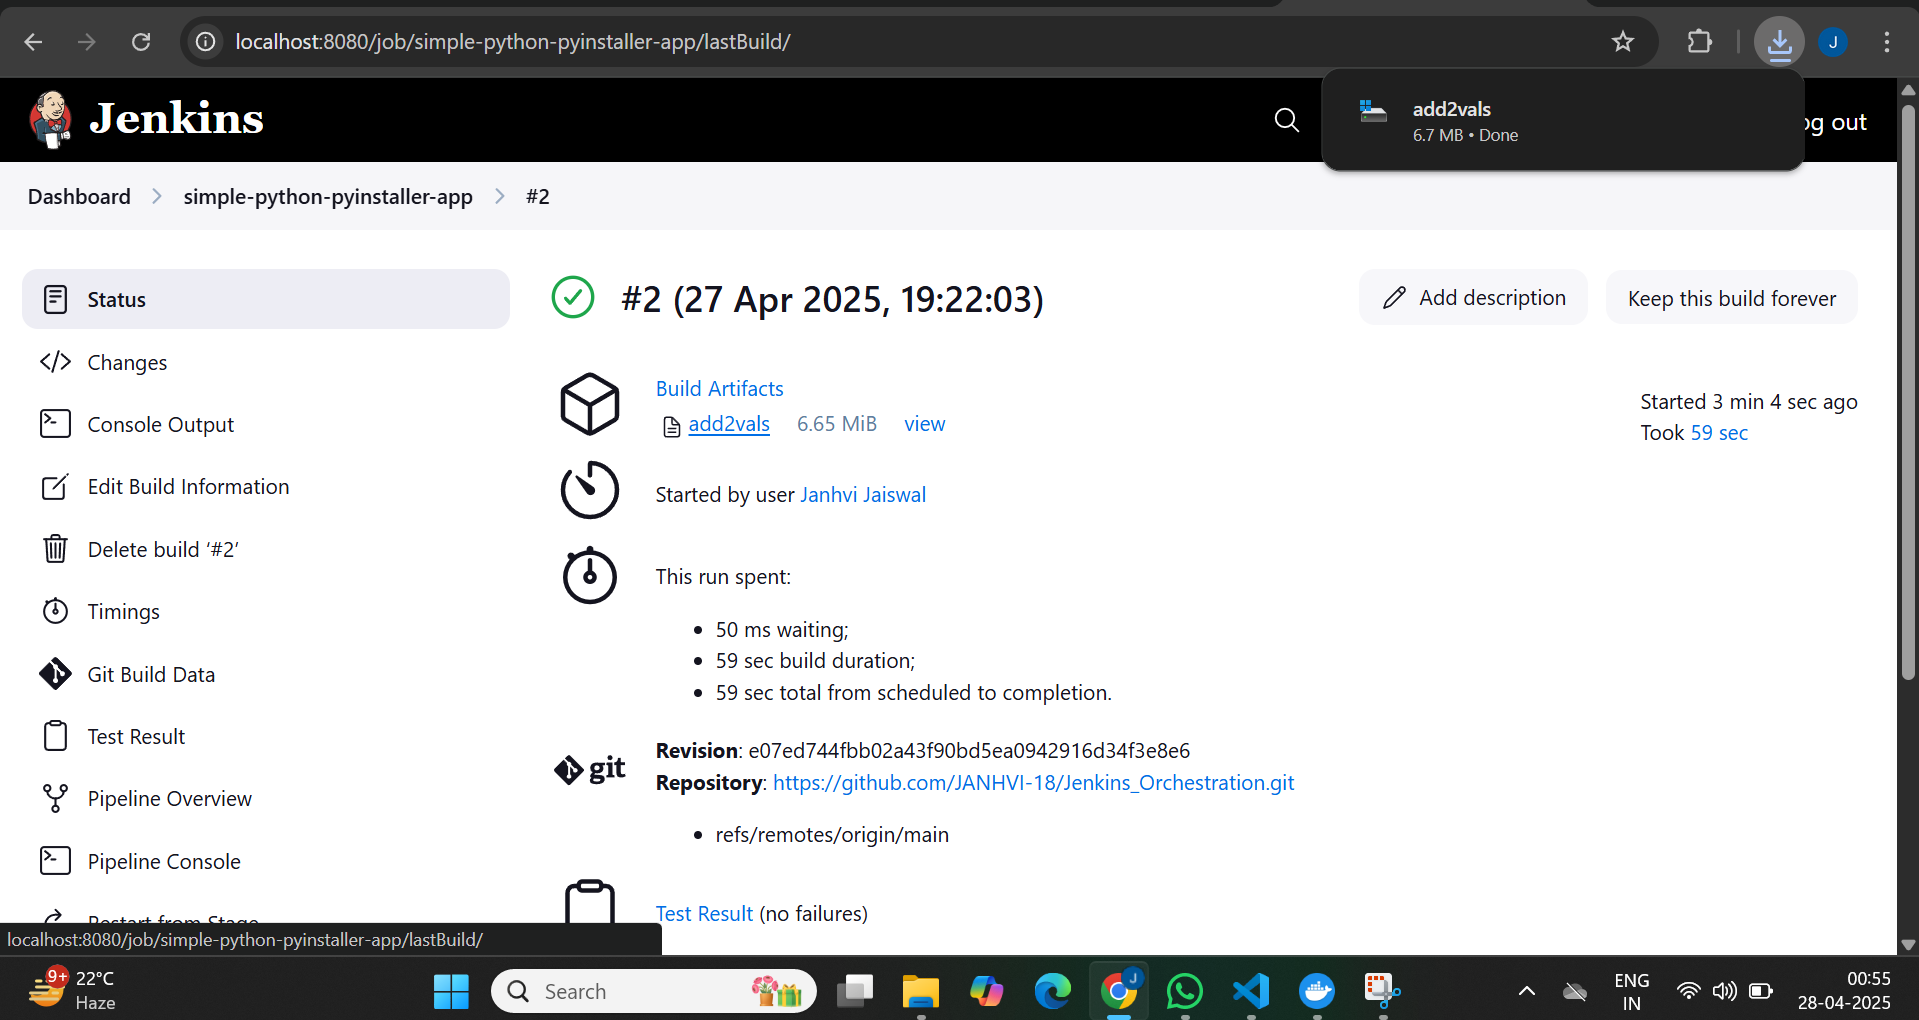 localhost:8080/job/simple-python-pyinstaller-app/lastBuild/
J
Jenkins
add2vals
6.7 MB • Done
og out
Dashboard
simple-python-pyinstaller-app
#2
Status
Changes
Console Output
Edit Build Information
Delete build ‘#2’
Timings
Git Build Data
Test Result
Pipeline Overview
Pipeline Console
Restart from Stage
#2 (27 Apr 2025, 19:22:03)
Add description
Keep this build forever
Build Artifacts
add2vals 6.65 MiB view
Started 3 min 4 sec ago
Took 59 sec
Started by user Janhvi Jaiswal
This run spent:
• 50 ms waiting;
• 59 sec build duration;
• 59 sec total from scheduled to completion.
git
Revision: e07ed744fbb02a43f90bd5ea0942916d34f3e8e6
Repository: https://github.com/JANHVI-18/Jenkins_Orchestration.git
• refs/remotes/origin/main
Test Result (no failures)
localhost:8080/job/simple-python-pyinstaller-app/lastBuild/
9+
22°C
Haze
Search
J
ENG
IN
00:55
28-04-2025